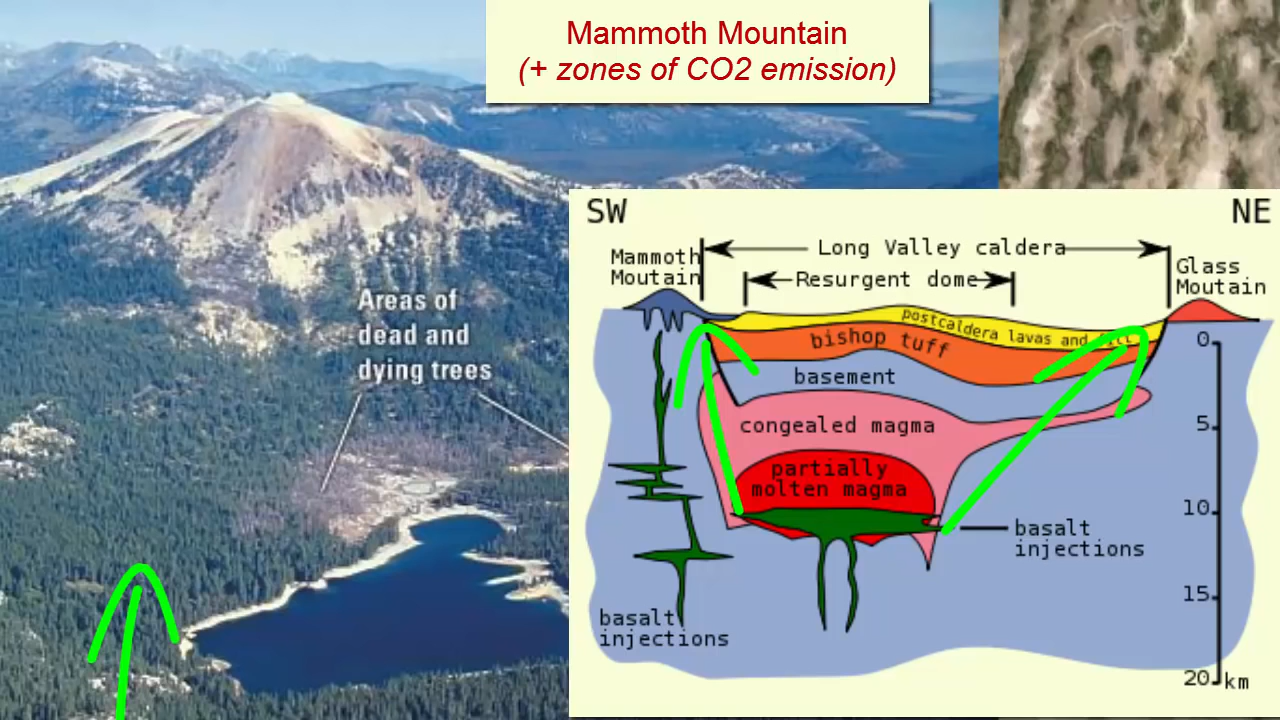 Mammoth Mountain
(+ zones of CO2 emission)
Areas of
dead and
dying trees
SW
NE
Mammoth
Moutain
Long Valley caldera
Resurgent dome
Glass
Moutain
postcaldera lavas and fill
bishop tuff
basement
congealed magma
partially
molten magma
basalt
injections
basalt
injections
0
5
10
15
20 km